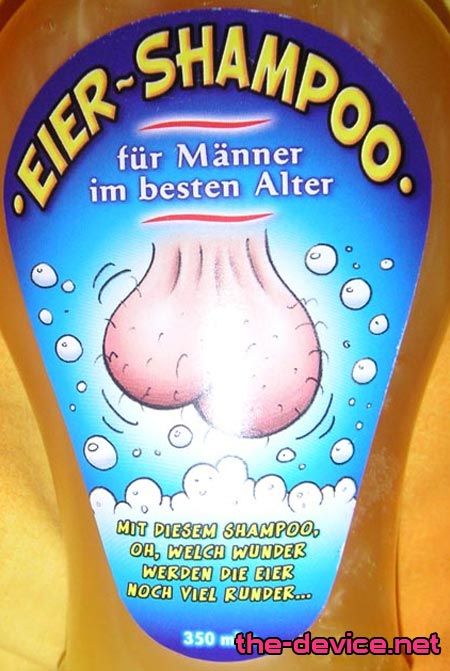 ·EIER~SHAMPOO·
für Männer
im besten Alter
MIT DIESEM SHAMPOO,
OH, WELCH WUNDER
WERDEN DIE EIER
NOCH VIEL RUNDER...
350
the-device.net